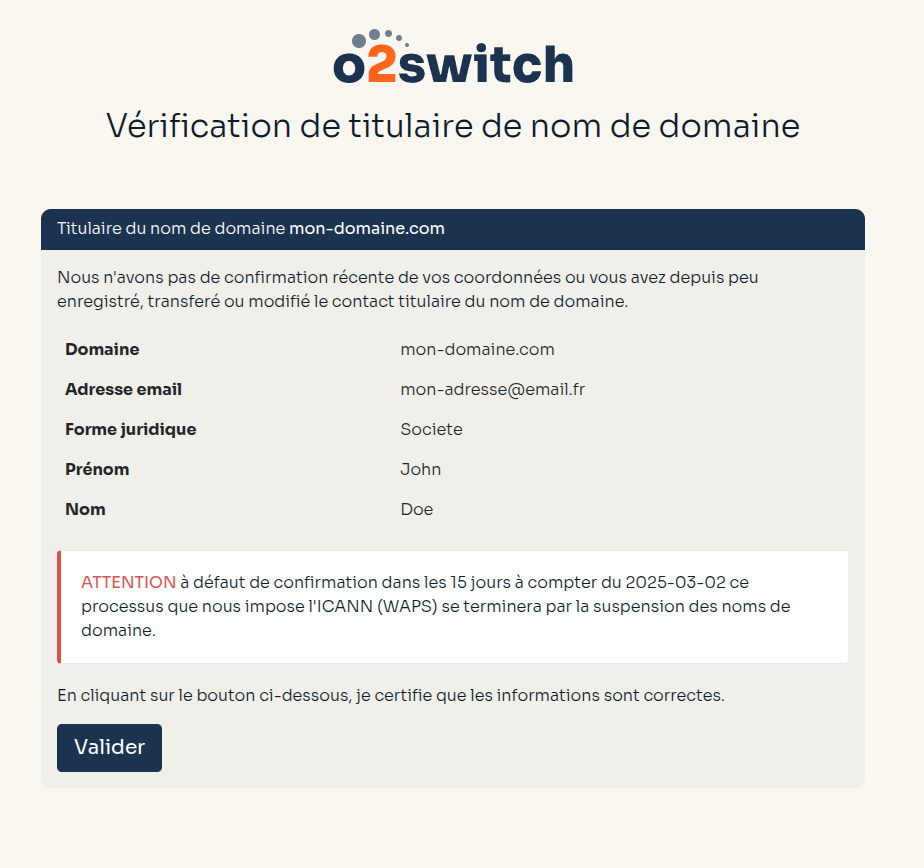 o2switch
Vérification de titulaire de nom de domaine
Titulaire du nom de domaine mon-domaine.com
Nous n'avons pas de confirmation récente de vos coordonnées ou vous avez depuis peu
enregistré, transferé ou modifié le contact titulaire du nom de domaine.
Domaine mon-domaine.com
Adresse email mon-adresse@email.fr
Forme juridique Societe
Prénom John
Nom Doe
ATTENTION à défaut de confirmation dans les 15 jours à compter du 2025-03-02 ce
processus que nous impose l'ICANN (WAPS) se terminera par la suspension des noms de
domaine.
En cliquant sur le bouton ci-dessous, je certifie que les informations sont correctes.
Valider